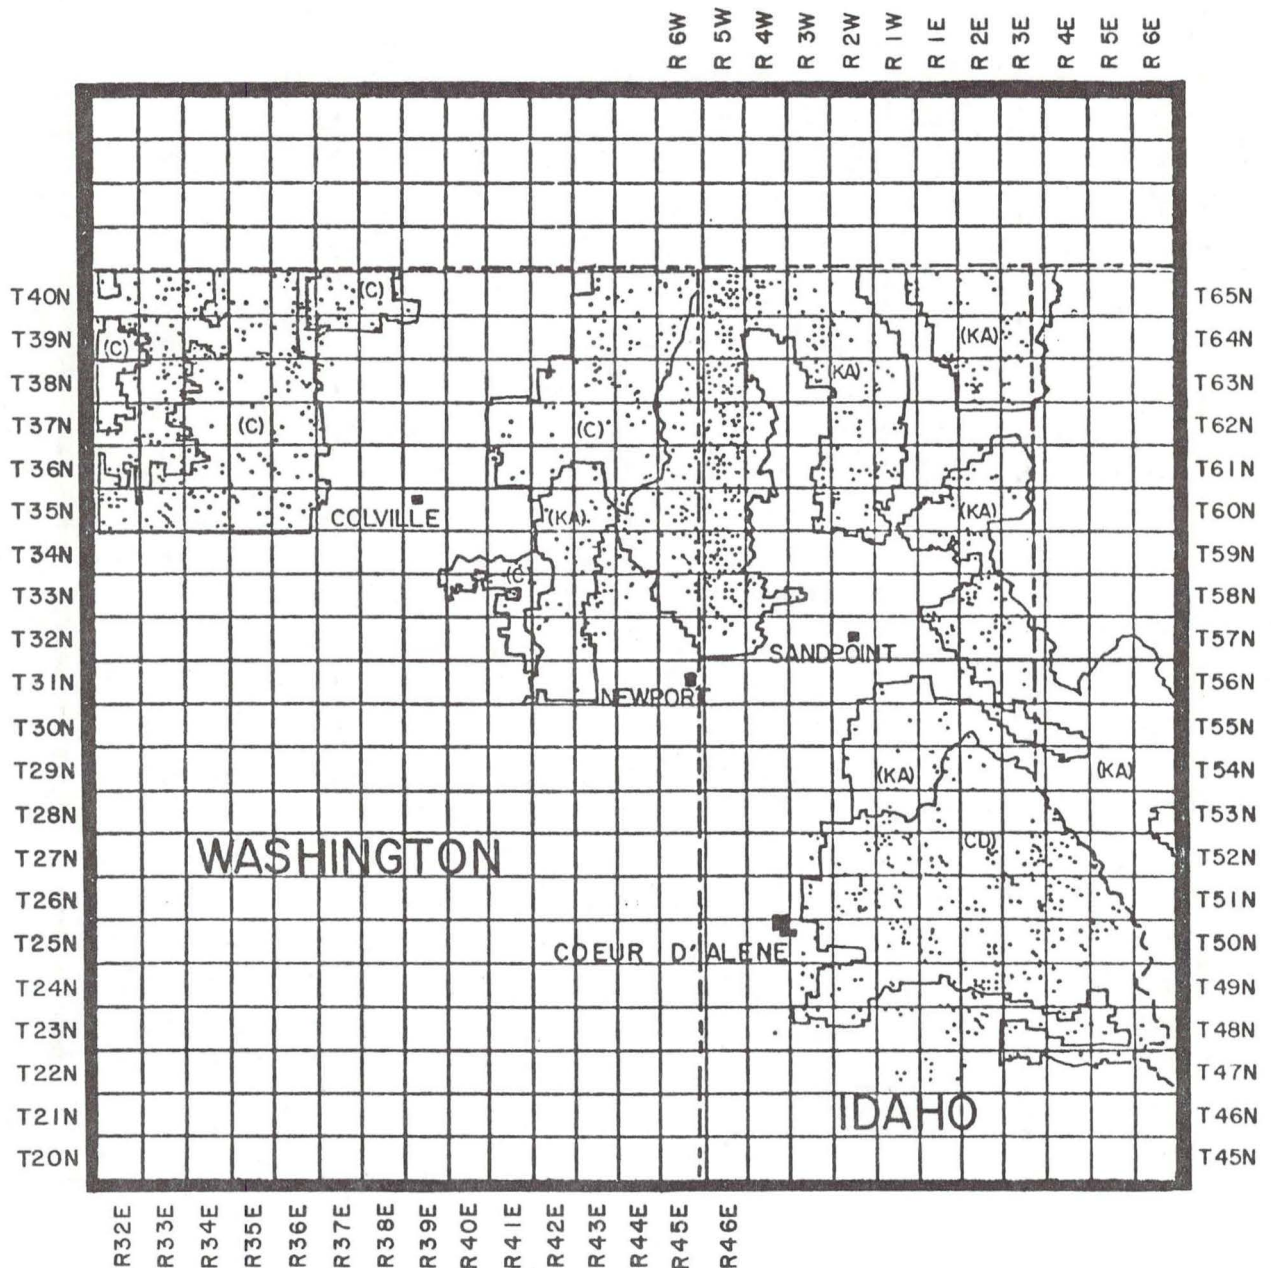 R 6W R 5W R 4W R 3W R 2W R 1W R 1E R 2E R 3E R 4E R 5E R 6E
T40N (C) T65N
T39N (C) (KA) T64N
T38N (KA) T63N
T37N (C) (C) T62N
T36N T61N
T35N COLVILLE (KA) (KA) T60N
T34N T59N
T33N (C T58N
T32N SANDPOINT T57N
T31N NEWPORT T56N
T30N T55N
T29N (KA) (KA) T54N
T28N T53N
T27N WASHINGTON CD) T52N
T26N T51N
T25N COEUR D'ALENE T50N
T24N T49N
T23N T48N
T22N T47N
T21N IDAHO T46N
T20N T45N
R32E R33E R34E R35E R36E R37E R38E R39E R40E R41E R42E R43E R44E R45E R46E